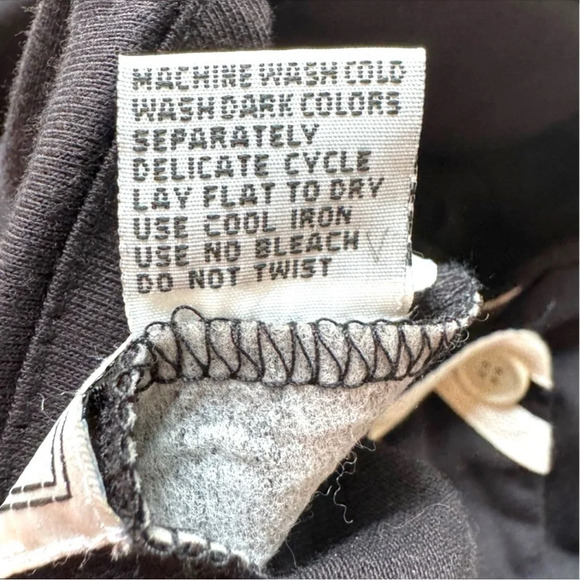 MACHINE WASH COLD
WASH DARK COLORS
SEPARATELY
DELICATE CYCLE
LAY FLAT TO DRY
USE COOL IRON
USE NO BLEACH
DO NOT TWIST